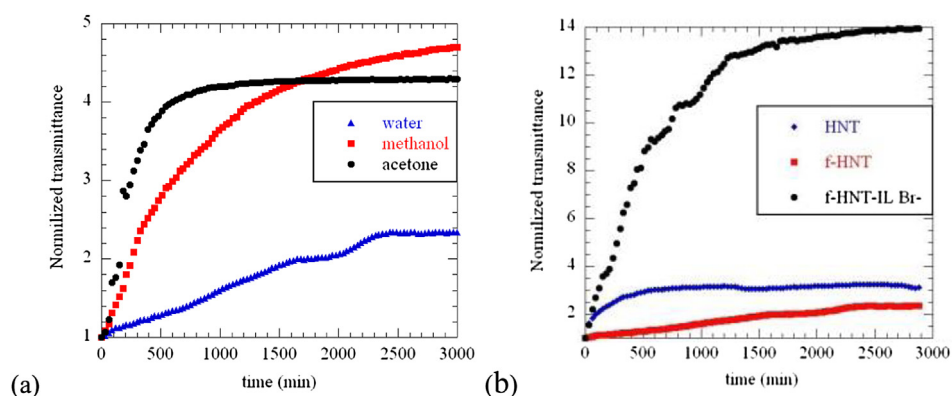 5
4
3
2
1
Normilized transmittance
water
methanol
acetone
0 500 1000 1500 2000 2500 3000
time (min)
(a)
14
12
10
8
6
4
2
Normilized transmittance
HNT
f-HNT
f-HNT-IL Br-
0 500 1000 1500 2000 2500 3000
time (min)
(b)